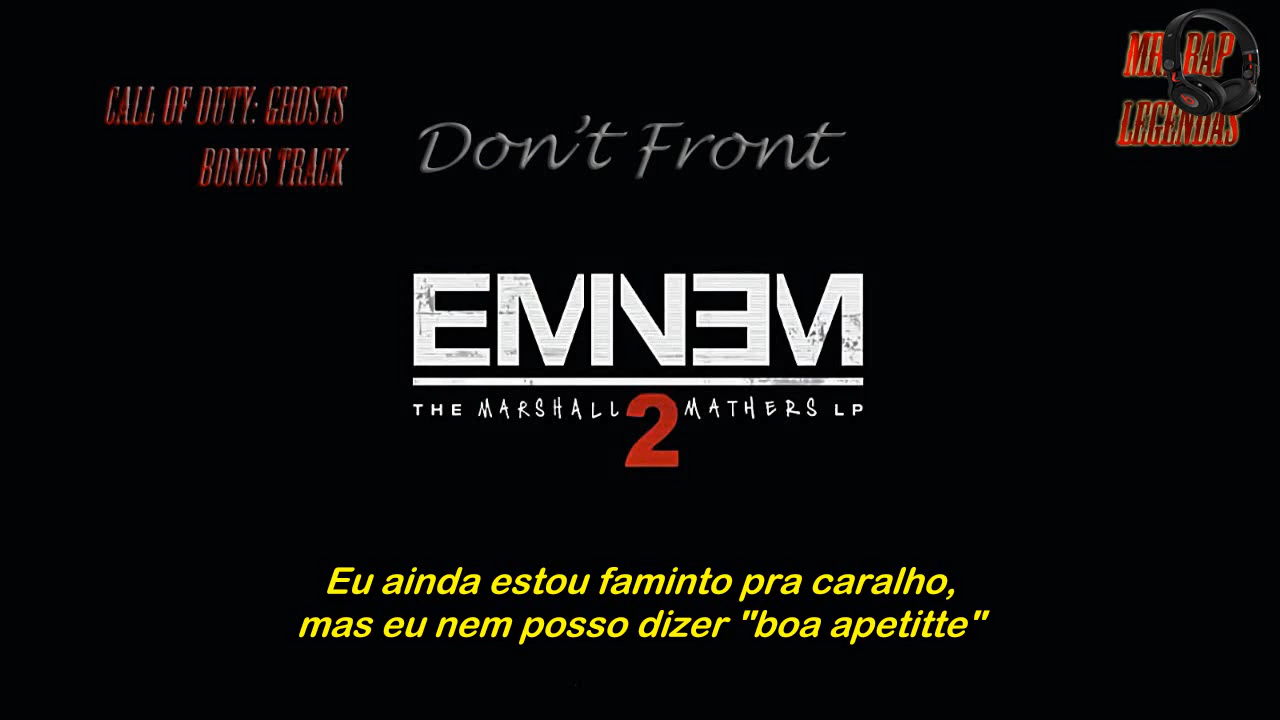 CALL OF DUTY: GHOSTS
BONUS TRACK
Don't Front
MR. RAP
LEGENDAS
EMINEM
THE MARSHALL MATHERS LP
2
Eu ainda estou faminto pra caralho,
mas eu nem posso dizer "boa apetitte"